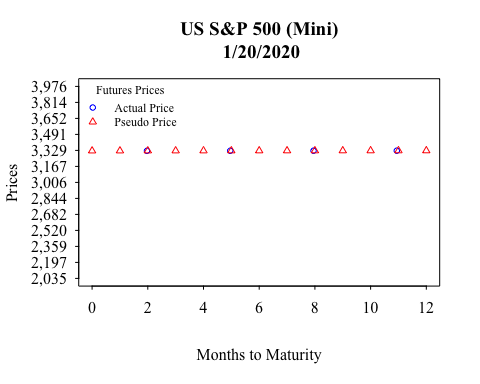 US S&P 500 (Mini)
1/20/2020
Futures Prices
Actual Price
Pseudo Price
Prices
3,976
3,814
3,652
3,491
3,329
3,167
3,006
2,844
2,682
2,520
2,359
2,197
2,035
0 2 4 6 8 10 12
Months to Maturity